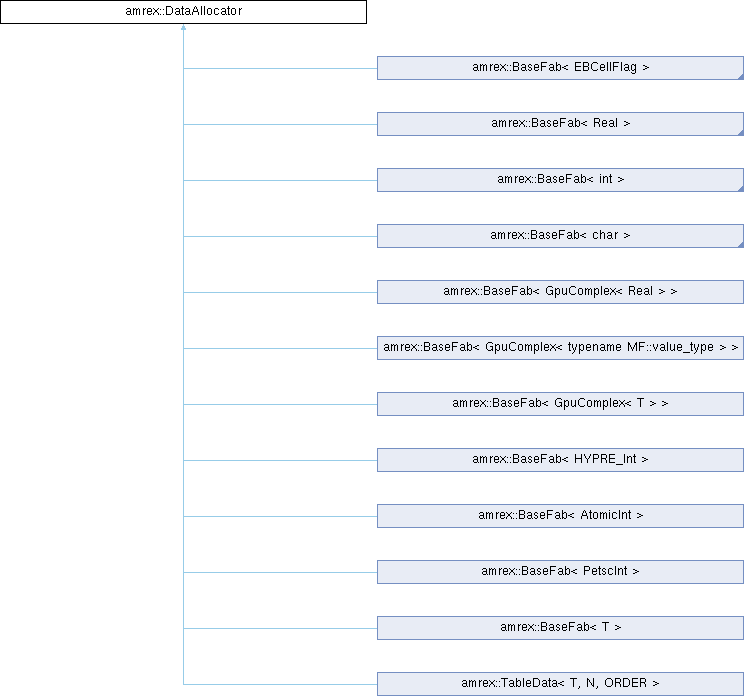 amrex::DataAllocator
amrex::BaseFab< EBCellFlag >
amrex::BaseFab< Real >
amrex::BaseFab< int >
amrex::BaseFab< char >
amrex::BaseFab< GpuComplex< Real > >
amrex::BaseFab< GpuComplex< typename MF::value_type > >
amrex::BaseFab< GpuComplex< T > >
amrex::BaseFab< HYPRE_Int >
amrex::BaseFab< AtomicInt >
amrex::BaseFab< PetscInt >
amrex::BaseFab< T >
amrex::TableData< T, N, ORDER >